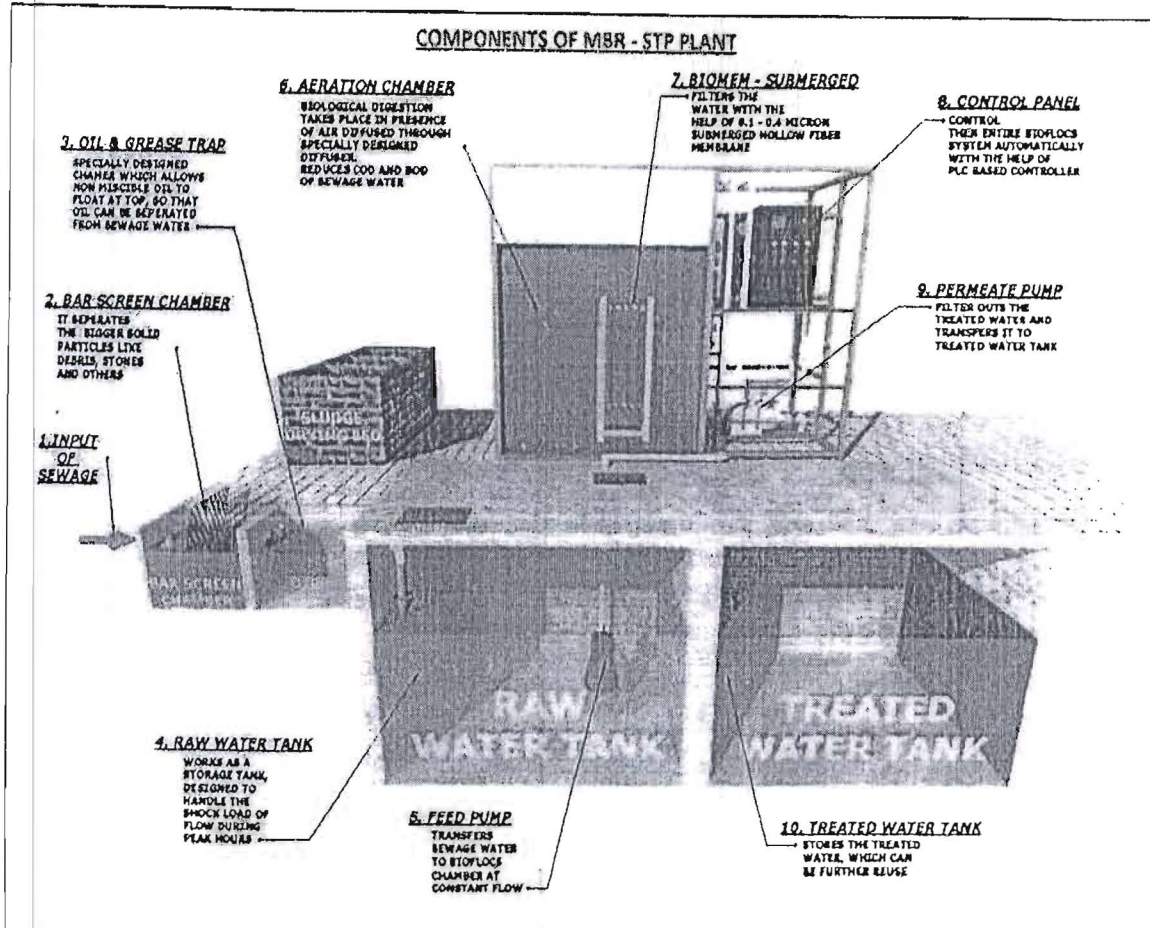 COMPONENTS OF MBR - STP PLANT
6. AERATION CHAMBER
BIOLOGICAL DIGESTION
TAKES PLACE IN PRESENCE
OF AIR DIFFUSED THROUGH
SPECIALLY DESIGNED
DIFFUSER.
REDUCES COD AND BOD
OF SEWAGE WATER
7. BIOMEM - SUBMERGED
FILTERS THE
WATER WITH THE
HELP OF 0.1 - 0.4 MICRON
SUBMERGED HOLLOW FIBER
MEMBRANE
8. CONTROL PANEL
CONTROL
THEN ENTIRE BIOFLOCS
SYSTEM AUTOMATICALLY
WITH THE HELP OF
PLC BASED CONTROLLER
3. OIL & GREASE TRAP
SPECIALLY DESIGNED
CHAMER WHICH ALLOWS
NON MISCIBLE OIL TO
FLOAT AT TOP, SO THAT
OIL CAN BE SEPERATED
FROM SEWAGE WATER
2. BAR SCREEN CHAMBER
IT SEPERATES
THE BIGGER SOLID
PARTICLES LIKE
DEBRIS, STONES
AND OTHERS
9. PERMEATE PUMP
FILTER OUTS THE
TREATED WATER AND
TRANSFERS IT TO
TREATED WATER TANK
SLUDGE
DRYING BED
1. INPUT
OF
SEWAGE
BAR SCREEN
RAW
WATER TANK
TREATED
WATER TANK
4. RAW WATER TANK
WORKS AS A
STORAGE TANK,
DESIGNED TO
HANDLE THE
SHOCK LOAD OF
FLOW DURING
PEAK HOURS
5. FEED PUMP
TRANSFERS
SEWAGE WATER
TO BIOFLOCS
CHAMBER AT
CONSTANT FLOW
10. TREATED WATER TANK
STORES THE TREATED
WATER, WHICH CAN
BE FURTHER REUSE